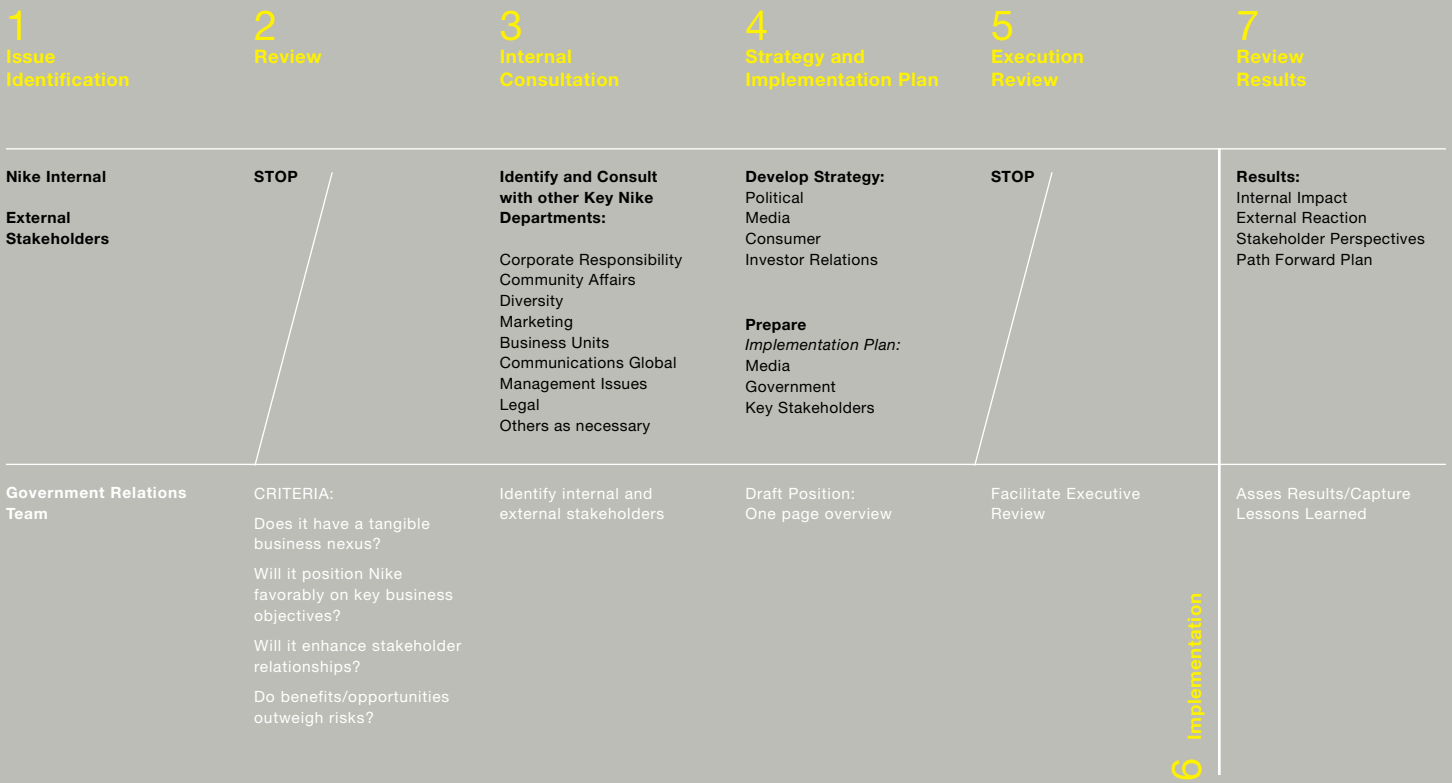 1
Issue
Identification
2
Review
3
Internal
Consultation
4
Strategy and
Implementation Plan
5
Execution
Review
7
Review
Results
Nike Internal
External
Stakeholders
STOP
Identify and Consult
with other Key Nike
Departments:
Corporate Responsibility
Community Affairs
Diversity
Marketing
Business Units
Communications Global
Management Issues
Legal
Others as necessary
Develop Strategy:
Political
Media
Consumer
Investor Relations
Prepare
Implementation Plan:
Media
Government
Key Stakeholders
STOP
Results:
Internal Impact
External Reaction
Stakeholder Perspectives
Path Forward Plan
Government Relations
Team
CRITERIA:
Does it have a tangible
business nexus?
Will it position Nike
favorably on key business
objectives?
Will it enhance stakeholder
relationships?
Do benefits/opportunities
outweigh risks?
Identify internal and
external stakeholders
Draft Position:
One page overview
Facilitate Executive
Review
6 Implementation
Asses Results/Capture
Lessons Learned